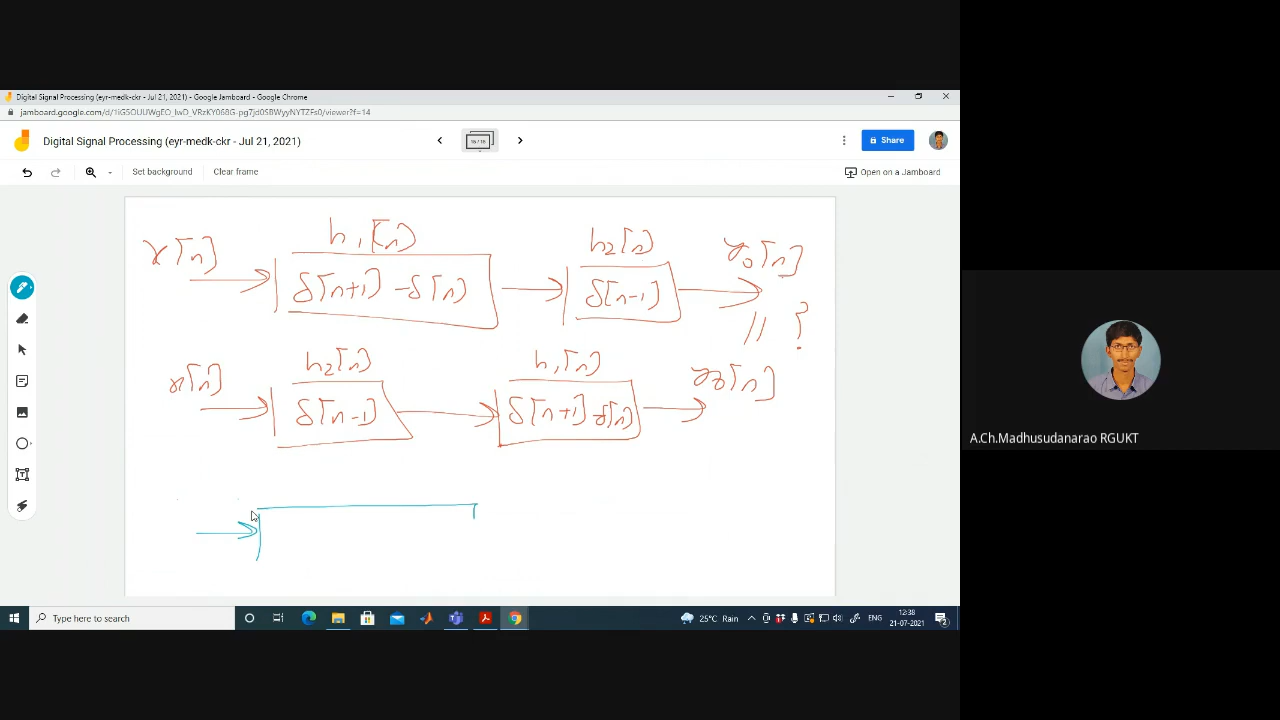 Digital Signal Processing (eyr-medk-ckr - Jul 21, 2021) - Google Jamboard - Google Chrome
Digital Signal Processing (eyr-medk-ckr - Jul 21, 2021)
Share
Set background
Clear frame
Open on a Jamboard
x[n]
h1[n]
δ[n+1] - δ[n]
h2[n]
δ[n-1]
?
x[n]
h2[n]
δ[n-1]
h1[n]
δ[n+1] - δ[n]
A.Ch.Madhusudanarao RGUKT
Type here to search
25°C Rain
ENG
12:38
21-07-2021